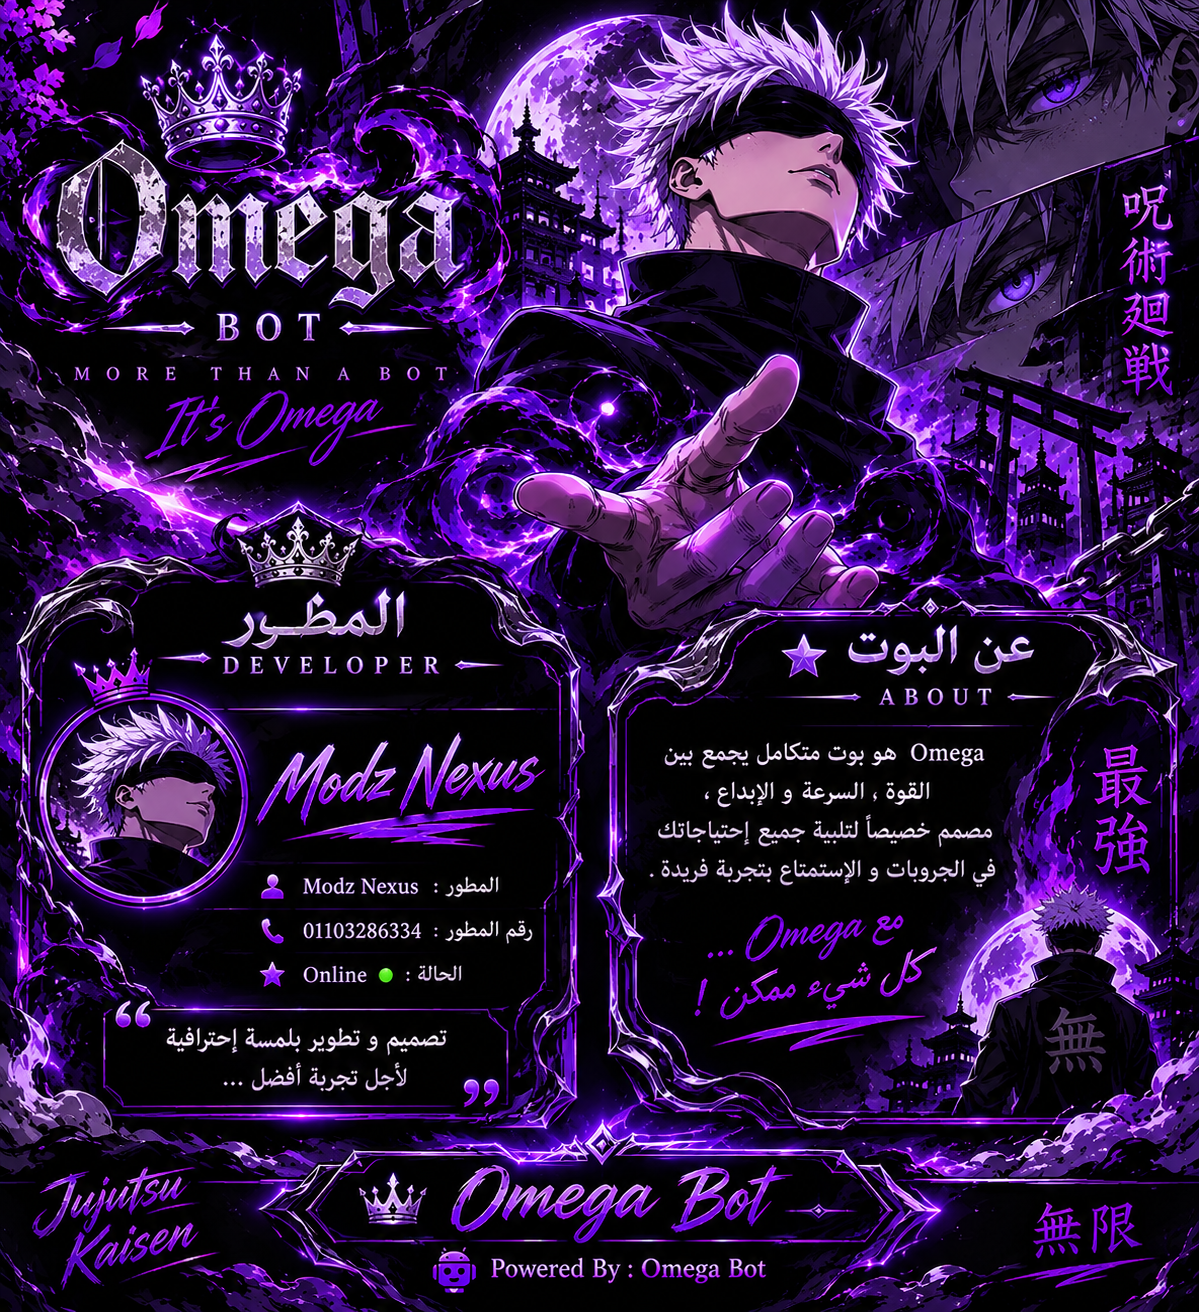 Omega
BOT
MORE THAN A BOT
It's Omega
呪術廻戦
المظور
DEVELOPER
Modz Nexus
المطور : Modz Nexus
رقم المطور : 01103286334
الحالة : Online
“
تصميم و تطوير بلمسة إحترافية
لأجل تجربة أفضل ...
”
عن البوت
ABOUT
Omega هو بوت متكامل يجمع بين
القوة , السرعة و الإبداع ،
مصمم خصيصاً لتلبية جميع إحتياجاتك
في الجروبات و الإستمتاع بتجربة فريدة .
مع Omega ...
كل شيء ممكن !
最強
無
Jujutsu
Kaisen
Omega Bot
Powered By : Omega Bot
無限